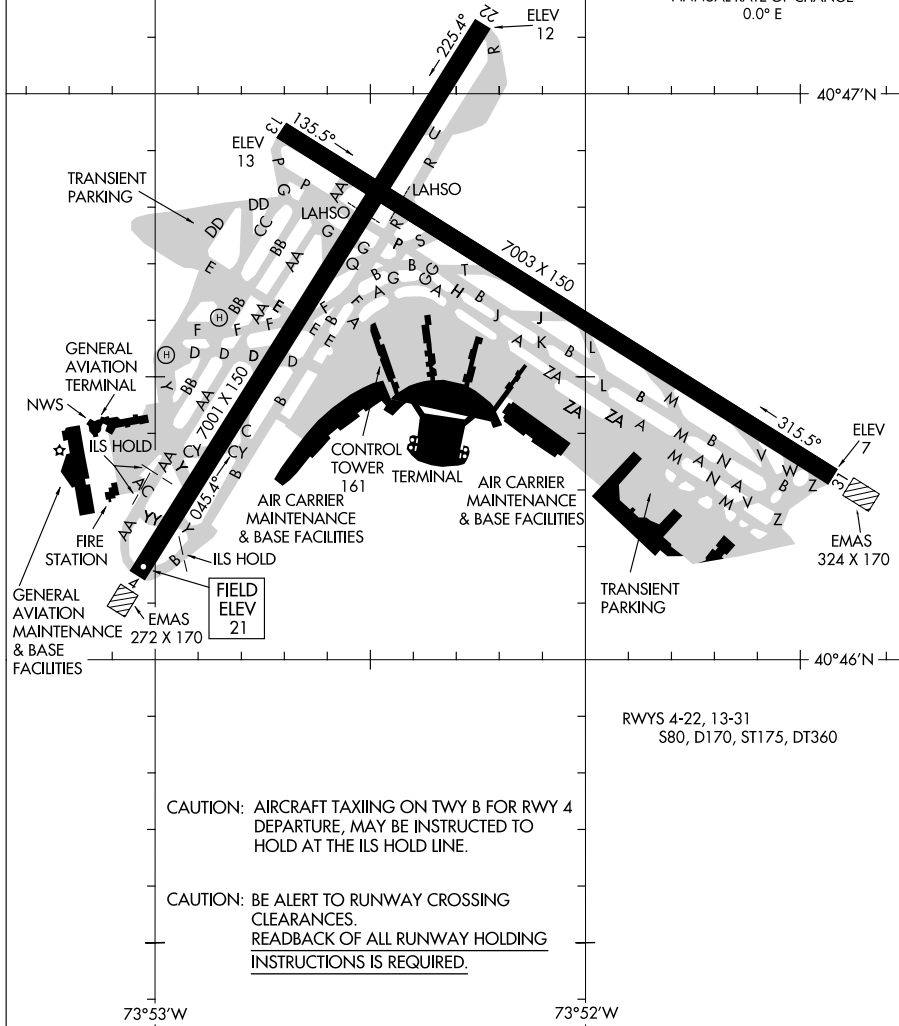 ANNUAL RATE OF CHANGE
0.0° E
22
ELEV
12
225.4°
R
40°47'N
13
135.5°
ELEV
13
U
R
P
G
P
AA
LAHSO
LAHSO
TRANSIENT
PARKING
DD
DD
CC
BB
AA
G
G
Q
R
P
S
7003 X 150
E
B
A
G
B
G
G
A
T
H
B
H
BB
AA
E
F
F
F
E
B
E
E
F
A
J
A
J
K
B
L
H
D
D
D
D
Y
BB
AA
7001 X 150
GENERAL
AVIATION
TERMINAL
NWS
ILS HOLD
ZA
ZA
ZA
A
L
B
M
M
A
N
B
N
V
W
M
A
N
A
V
B
Z
M
Z
315.5°
ELEV
7
31
B
C
CY
CY
Y
AA
B
045.4°
AC
AA
YY
Y
B
CONTROL
TOWER
161
TERMINAL
AIR CARRIER
MAINTENANCE
& BASE FACILITIES
AIR CARRIER
MAINTENANCE
& BASE FACILITIES
EMAS
324 X 170
FIRE
STATION
ILS HOLD
4
EMAS
272 X 170
FIELD
ELEV
21
GENERAL
AVIATION
MAINTENANCE
& BASE
FACILITIES
TRANSIENT
PARKING
40°46'N
RWYS 4-22, 13-31
S80, D170, ST175, DT360
CAUTION: AIRCRAFT TAXIING ON TWY B FOR RWY 4
DEPARTURE, MAY BE INSTRUCTED TO
HOLD AT THE ILS HOLD LINE.
CAUTION: BE ALERT TO RUNWAY CROSSING
CLEARANCES.
READBACK OF ALL RUNWAY HOLDING
INSTRUCTIONS IS REQUIRED.
73°53'W
73°52'W